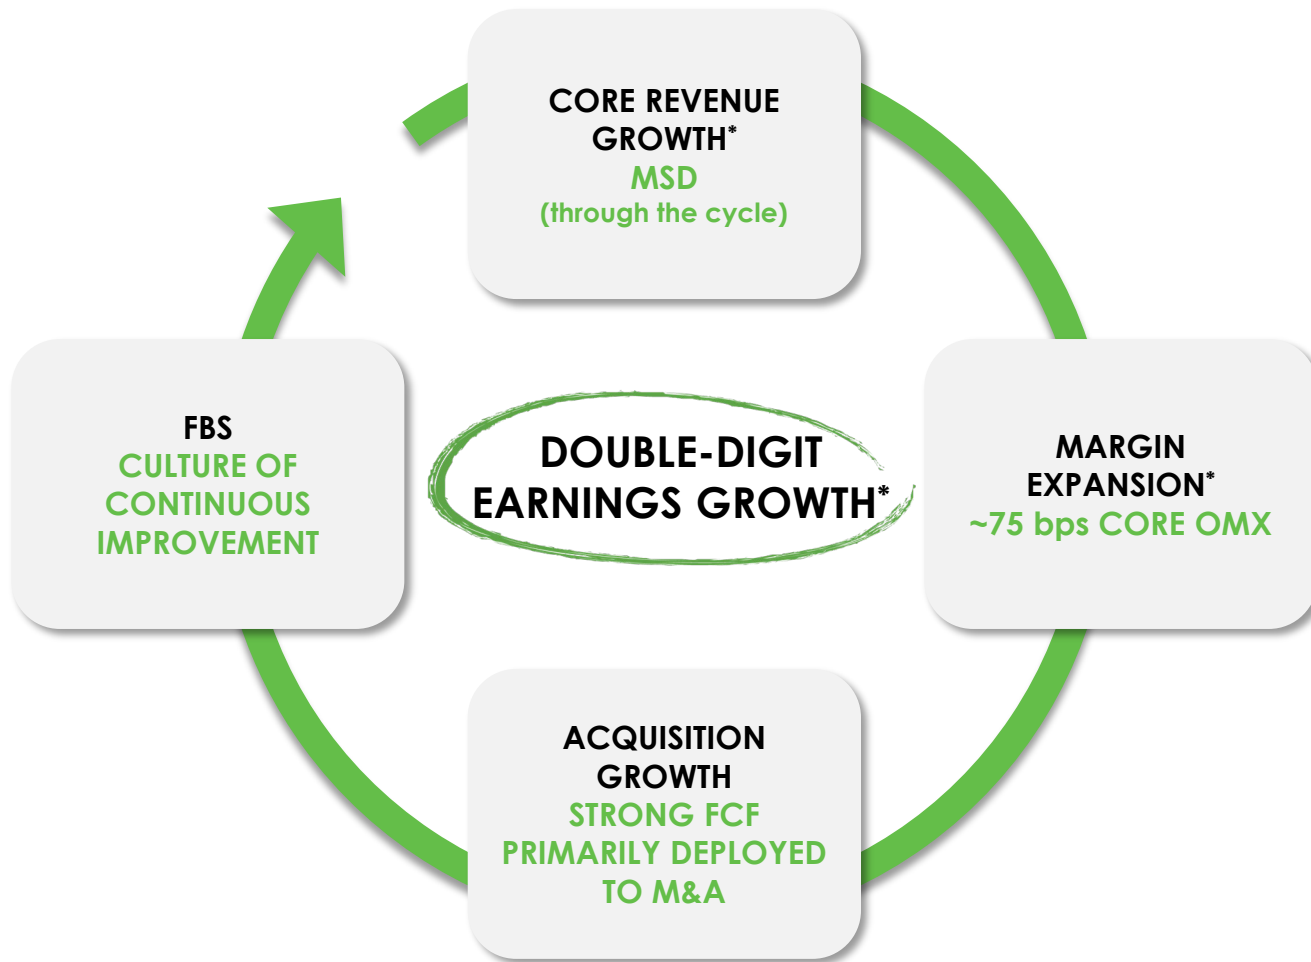 CORE REVENUE
GROWTH*
MSD
(through the cycle)
FBS
CULTURE OF
CONTINUOUS
IMPROVEMENT
DOUBLE-DIGIT
EARNINGS GROWTH*
MARGIN
EXPANSION*
~75 bps CORE OMX
ACQUISITION
GROWTH
STRONG FCF
PRIMARILY DEPLOYED
TO M&A